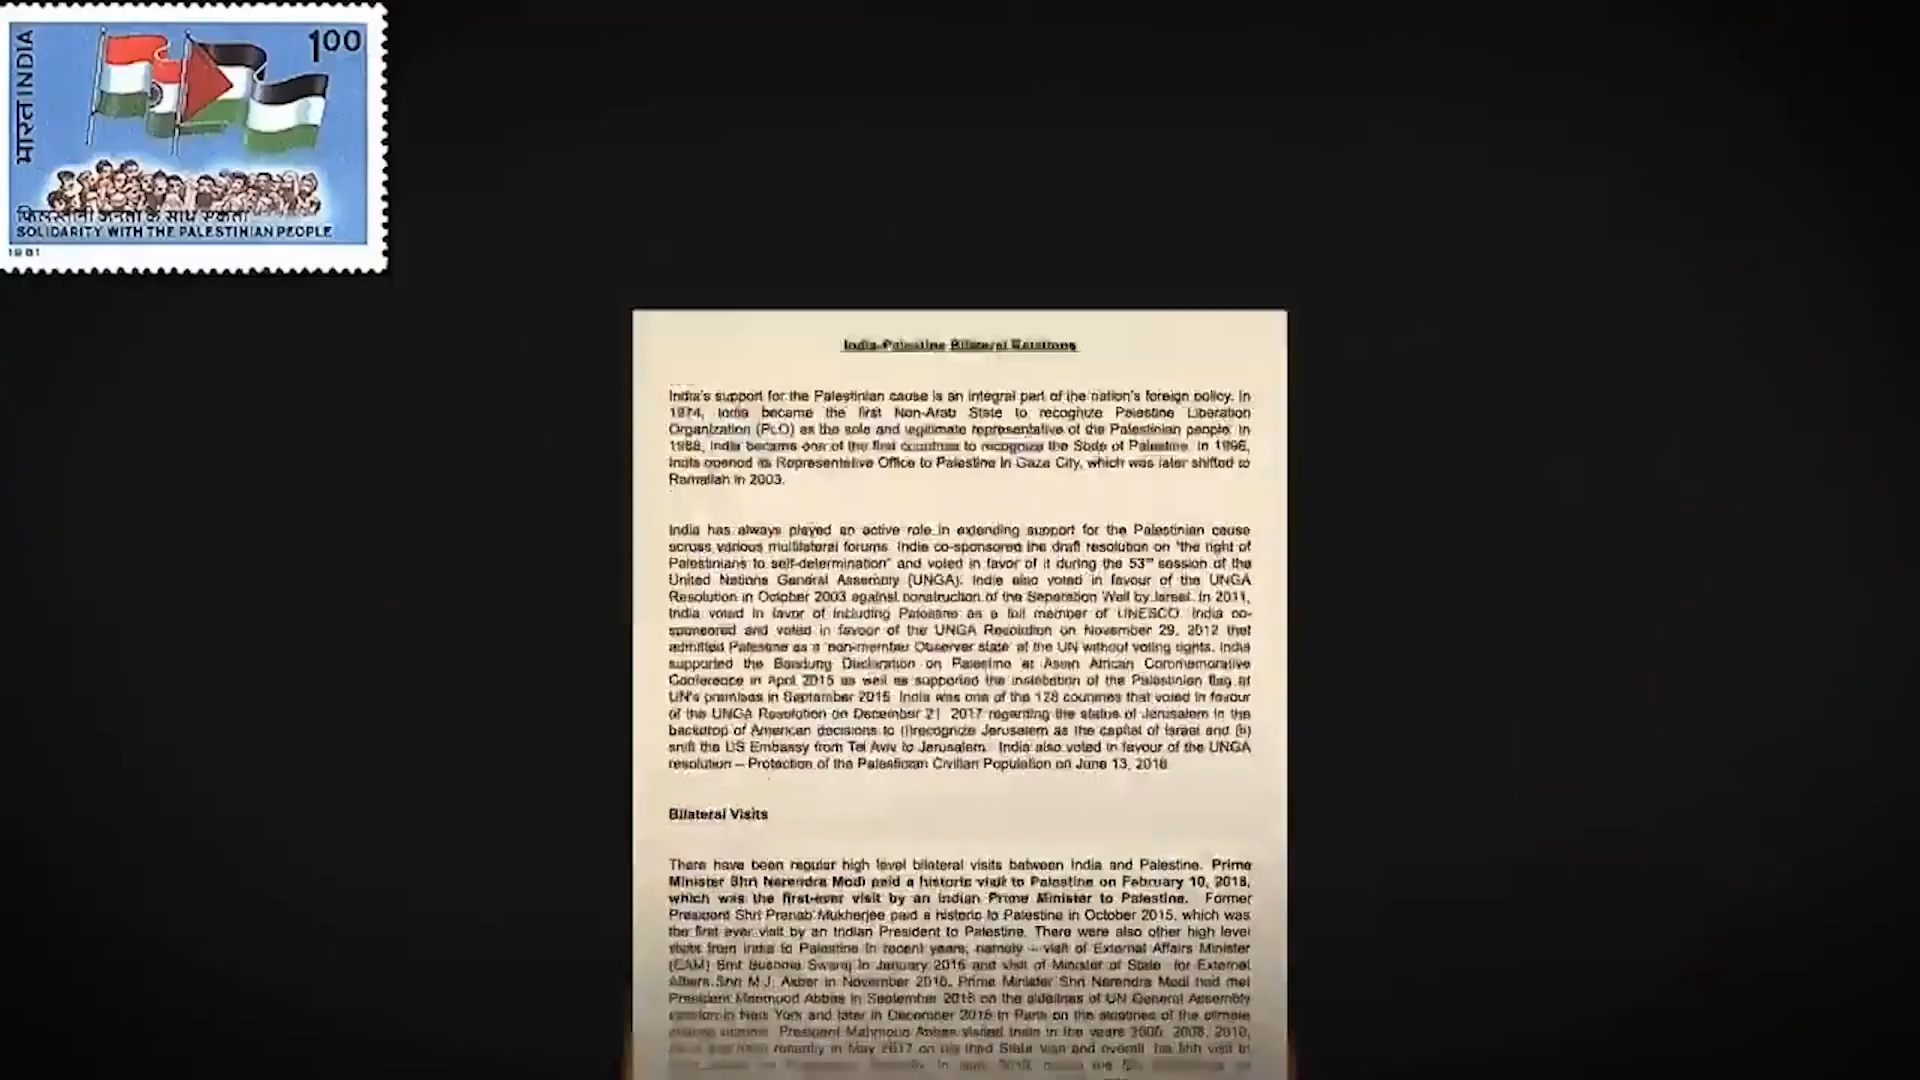 भारत INDIA
100
फिलिस्तीनी जनता के साथ एकता
SOLIDARITY WITH THE PALESTINIAN PEOPLE
1981
India-Palestine Bilateral Relations
India's support for the Palestinian cause is an integral part of the nation's foreign policy. In
1974, India became the first Non-Arab State to recognize Palestine Liberation
Organization (PLO) as the sole and legitimate representative of the Palestinian people. In
1988, India became one of the first countries to recognize the State of Palestine. In 1996,
India opened its Representative Office to Palestine in Gaza City, which was later shifted to
Ramallah in 2003.
India has always played an active role in extending support for the Palestinian cause
across various multilateral forums. India co-sponsored the draft resolution on "the right of
Palestinians to self-determination" and voted in favor of it during the 53rd session of the
United Nations General Assembly (UNGA). India also voted in favour of the UNGA
Resolution in October 2003 against construction of the Separation Wall by Israel. In 2011,
India voted in favor of including Palestine as a full member of UNESCO. India co-
sponsored and voted in favour of the UNGA Resolution on November 29, 2012 that
admitted Palestine as a 'non-member Observer state' at the UN without voting rights. India
supported the Bandung Declaration on Palestine at Asian African Commemorative
Conference in April 2015 as well as supported the installation of the Palestinian flag at
UN's premises in September 2015. India was one of the 128 countries that voted in favour
of the UNGA Resolution on December 21, 2017 regarding the status of Jerusalem in the
backdrop of American decisions to (i)recognize Jerusalem as the capital of Israel and (ii)
shift the US Embassy from Tel Aviv to Jerusalem. India also voted in favour of the UNGA
resolution – Protection of the Palestinian Civilian Population on June 13, 2018.
Bilateral Visits
There have been regular high level bilateral visits between India and Palestine. Prime
Minister Shri Narendra Modi paid a historic visit to Palestine on February 10, 2018,
which was the first-ever visit by an Indian Prime Minister to Palestine. Former
President Shri Pranab Mukherjee paid a historic to Palestine in October 2015, which was
the first ever visit by an Indian President to Palestine. There were also other high level
visits from India to Palestine in recent years, namely – visit of External Affairs Minister
(EAM) Smt Sushma Swaraj in January 2016 and visit of Minister of State for External
Affairs Shri M.J. Akbar in November 2016. Prime Minister Shri Narendra Modi had met
President Mahmoud Abbas in September 2015 on the sidelines of UN General Assembly
session in New York and later in December 2015 in Paris on the sidelines of the climate
President Mahmoud Abbas visited India in the years 2005, 2008, 2010,
recently in May 2017 on his third State visit and overall his fifth visit to